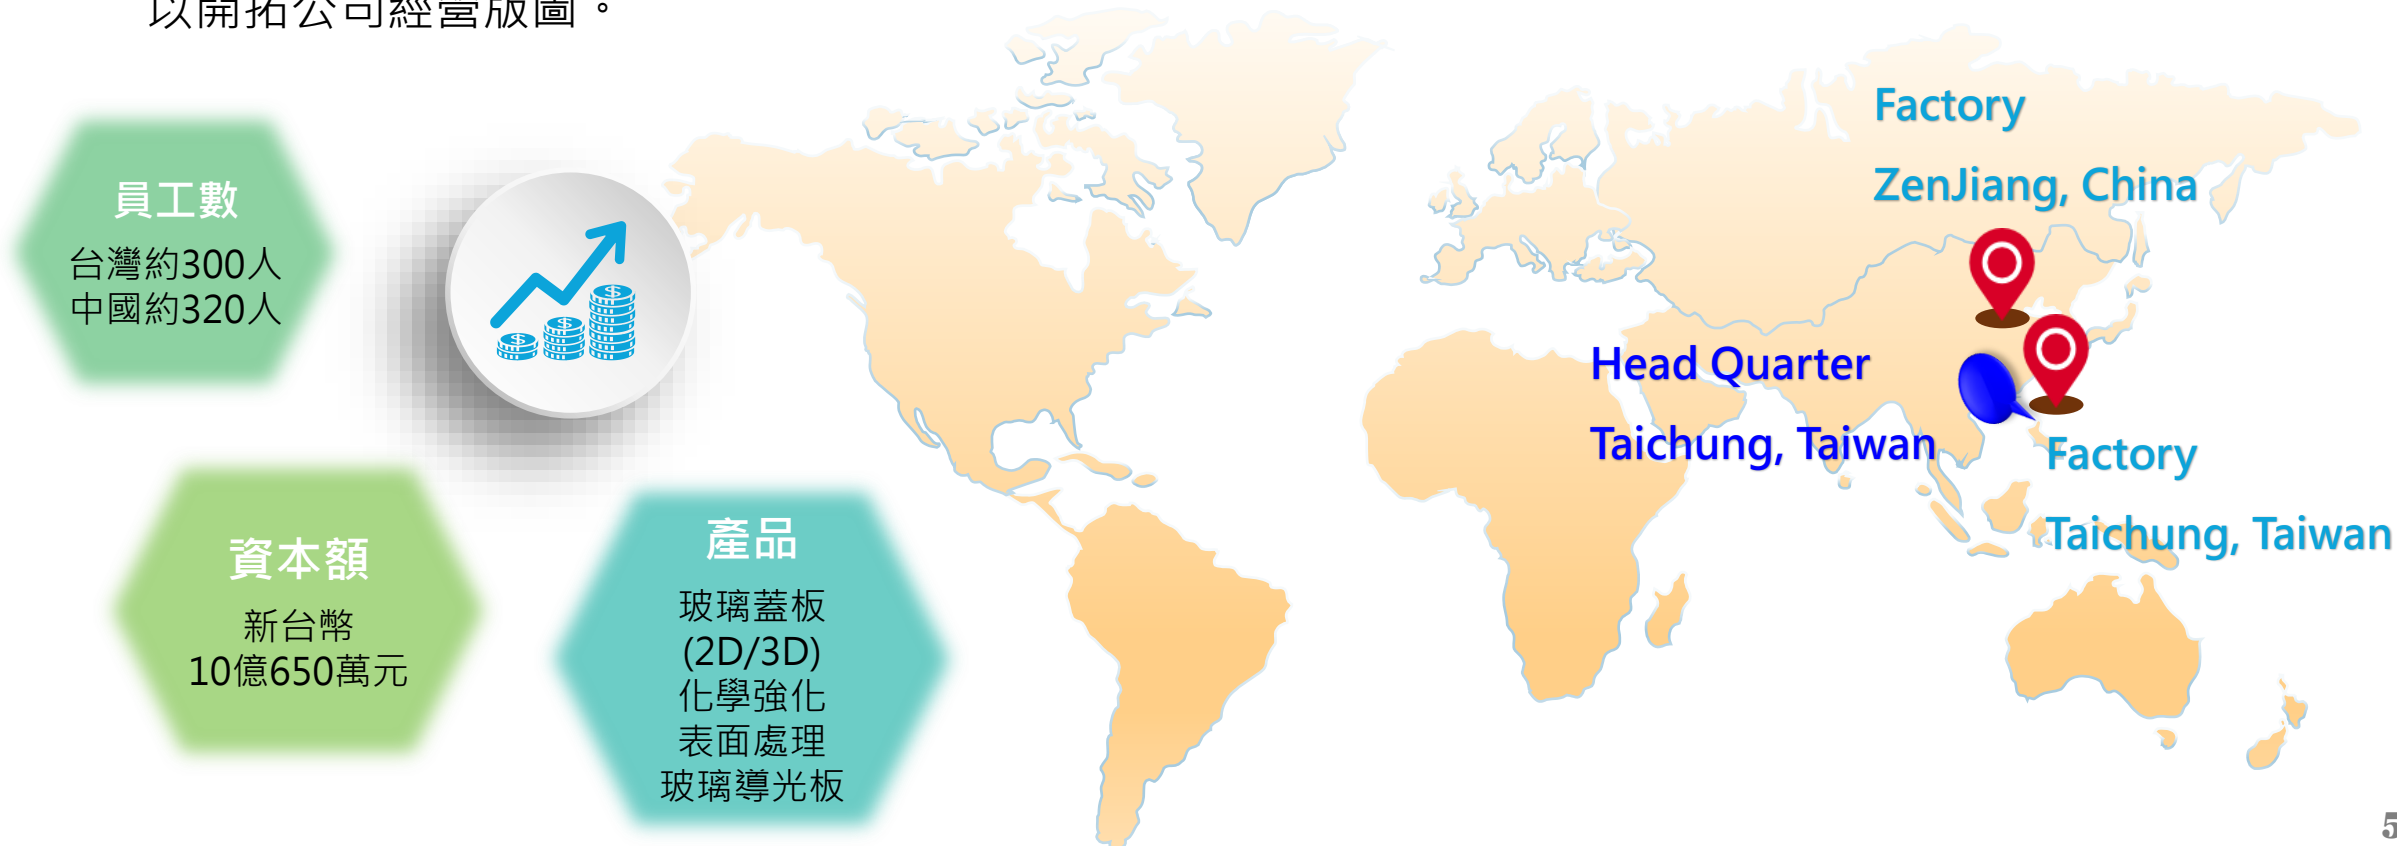 以開拓公司經營版圖。
員工數
台灣約300人
中國約320人
資本額
新台幣
10億650萬元
產品
玻璃蓋板
(2D/3D)
化學強化
表面處理
玻璃導光板
Factory
ZenJiang, China
Head Quarter
Taichung, Taiwan
Factory
Taichung, Taiwan
5